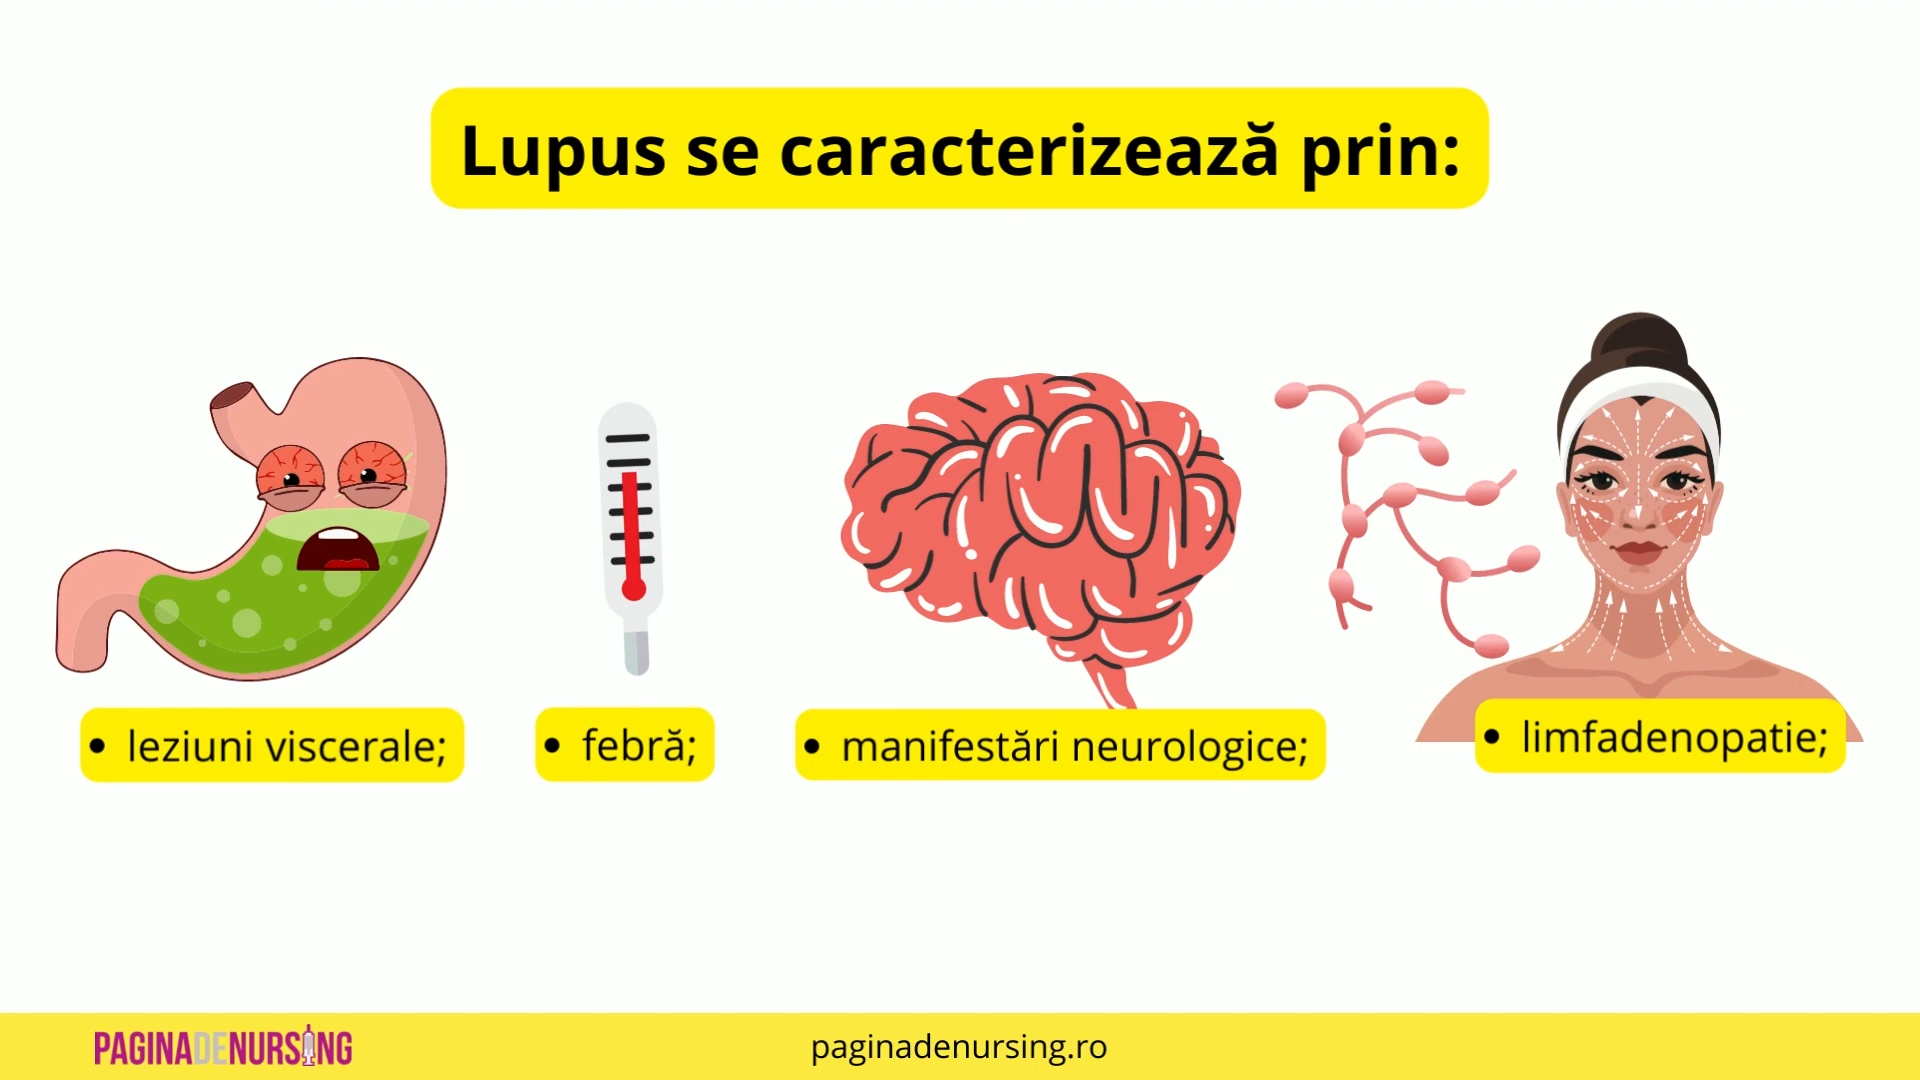 Lupus se caracterizează prin:
• leziuni viscerale;
• febră;
• manifestări neurologice;
• limfadenopatie;
PAGINADENURSING
paginadenursing.ro